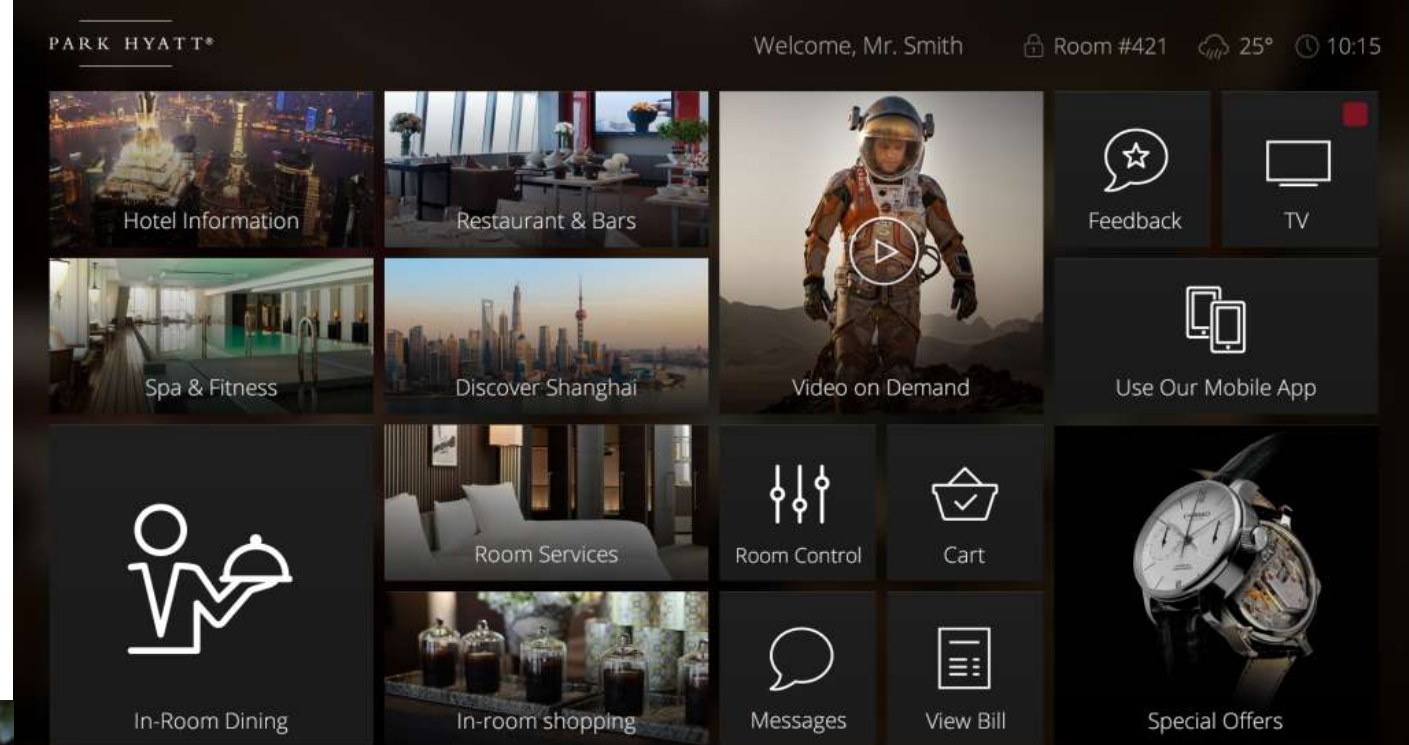 PARK HYATT®
Welcome, Mr. Smith
Room #421
25°
10:15
Hotel Information
Restaurant & Bars
Feedback
TV
Spa & Fitness
Discover Shanghai
Video on Demand
Use Our Mobile App
Room Services
Room Control
Cart
In-Room Dining
In-room shopping
Messages
View Bill
Special Offers